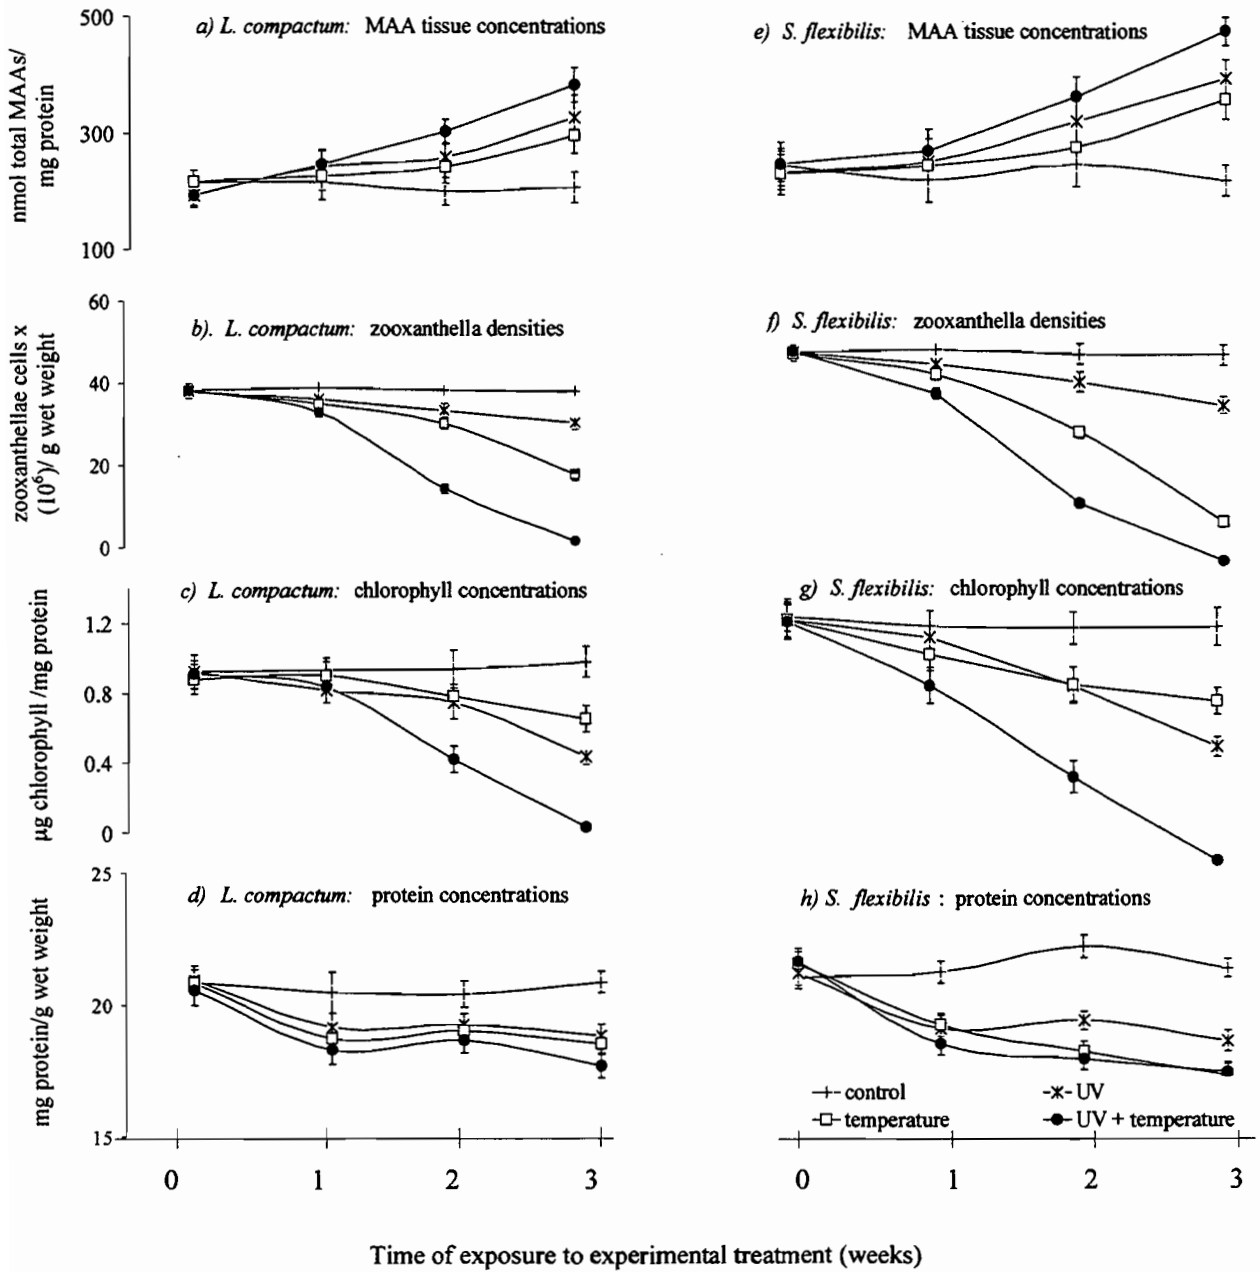 a) L. compactum: MAA tissue concentrations
nmol total MAAs/
mg protein
500
300
100
e) S. flexibilis: MAA tissue concentrations
b). L. compactum: zooxanthella densities
zooxanthellae cells x
(10⁶)/ g wet weight
60
40
20
0
f) S. flexibilis: zooxanthella densities
c) L. compactum: chlorophyll concentrations
µg chlorophyll /mg protein
1.2
0.8
0.4
0
g) S. flexibilis: chlorophyll concentrations
d) L. compactum: protein concentrations
mg protein/g wet weight
25
20
15
h) S. flexibilis : protein concentrations
control
UV
temperature
UV + temperature
0 1 2 3
0 1 2 3
Time of exposure to experimental treatment (weeks)